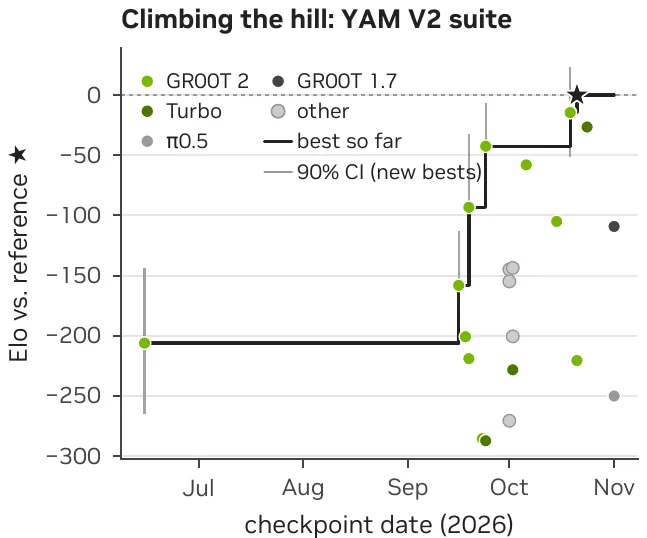 Climbing the hill: YAM V2 suite
GR00T 2
GR00T 1.7
Turbo
other
π0.5
best so far
90% CI (new bests)
0
−50
−100
−150
−200
−250
−300
Elo vs. reference ★
Jul
Aug
Sep
Oct
Nov
checkpoint date (2026)